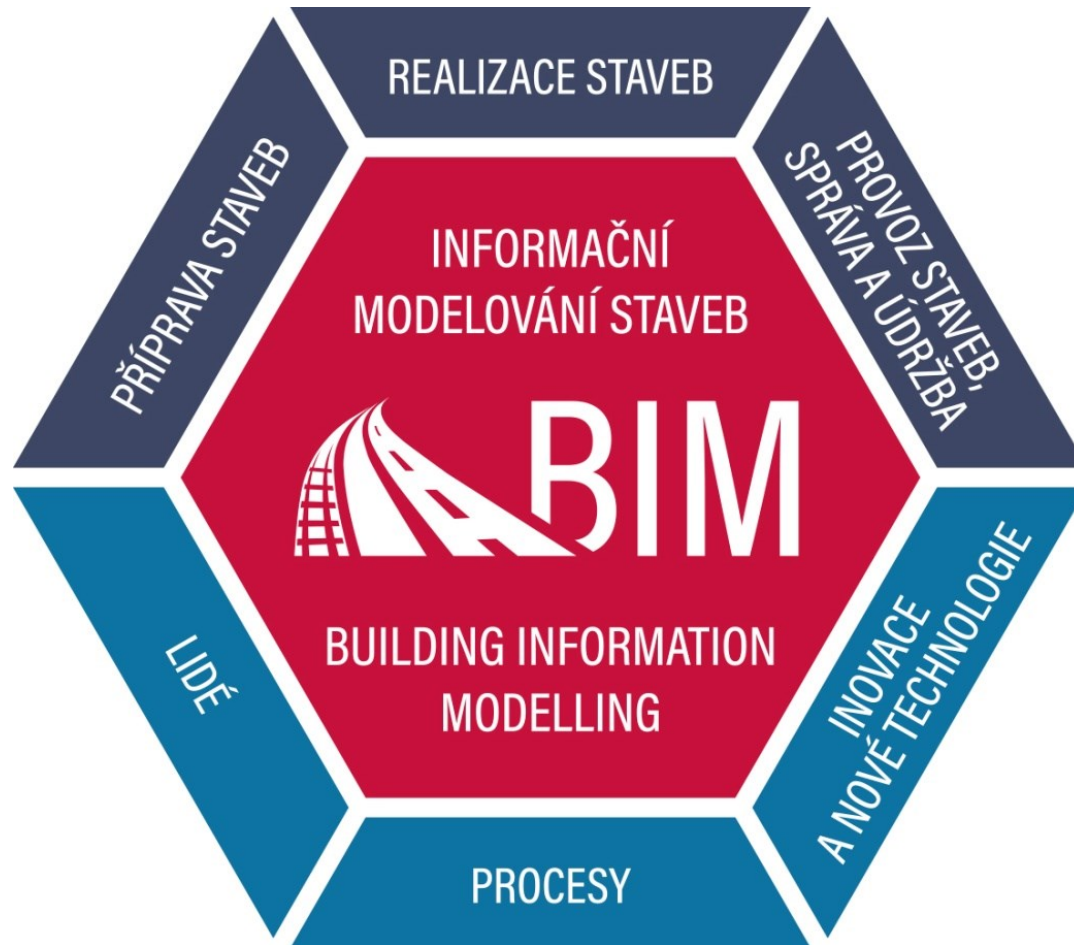 REALIZACE STAVEB
PŘÍPRAVA STAVEB
PROVOZ STAVEB,
SPRÁVA A ÚDRŽBA
INFORMAČNÍ
MODELOVÁNÍ STAVEB
BIM
BUILDING INFORMATION
MODELLING
LIDÉ
INOVACE
A NOVÉ TECHNOLOGIE
PROCESY